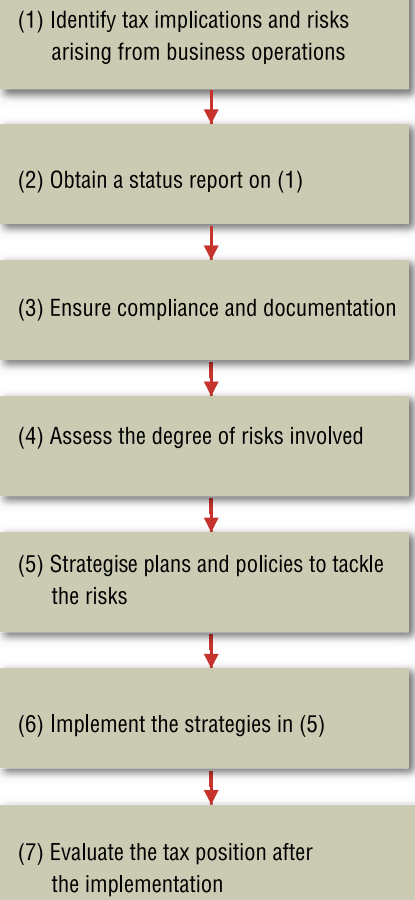 (1) Identify tax implications and risks
arising from business operations
(2) Obtain a status report on (1)
(3) Ensure compliance and documentation
(4) Assess the degree of risks involved
(5) Strategise plans and policies to tackle
the risks
(6) Implement the strategies in (5)
(7) Evaluate the tax position after
the implementation